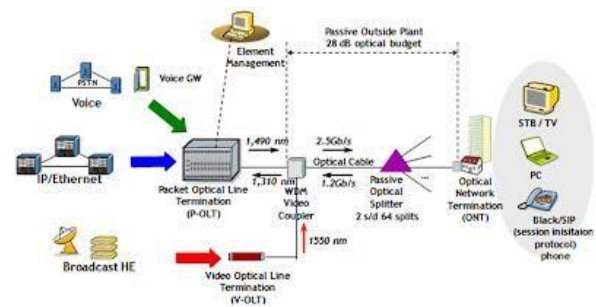 Element
Management
Passive Outside Plant
28 dB optical budget
PSTN
Voice GW
Voice
STB / TV
1,490 nm
2.5Gb/s
Optical Cable
IP/Ethernet
1,310 nm
1.2Gb/s
PC
Packet Optical Line
Termination
(P-OLT)
WDM
Video
Coupler
Passive
Optical
Splitter
2 s/d 64 splits
...
Optical
Network
Termination
(ONT)
Black/SIP
(session inisitaion
protocol)
phone
1550 nm
Broadcast HE
Video Optical Line
Termination
(V-OLT)